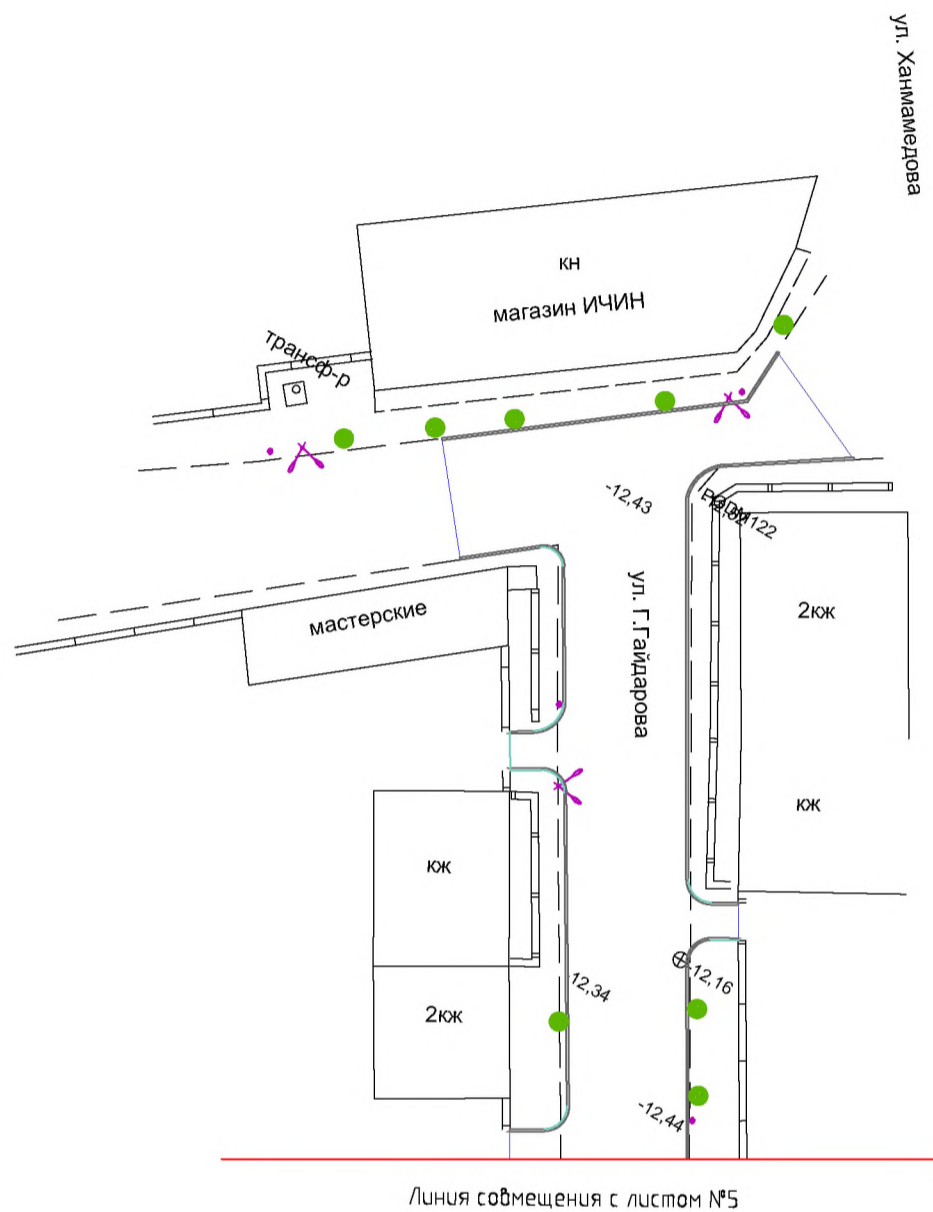 ул. Ханмамедова
кн
магазин ИЧИН
трансф-р
-12,43
мастерские
ул. Г.Гайдарова
2кж
кж
кж
-12,16
-12,34
2кж
-12,44
Линия совмещения с листом №5